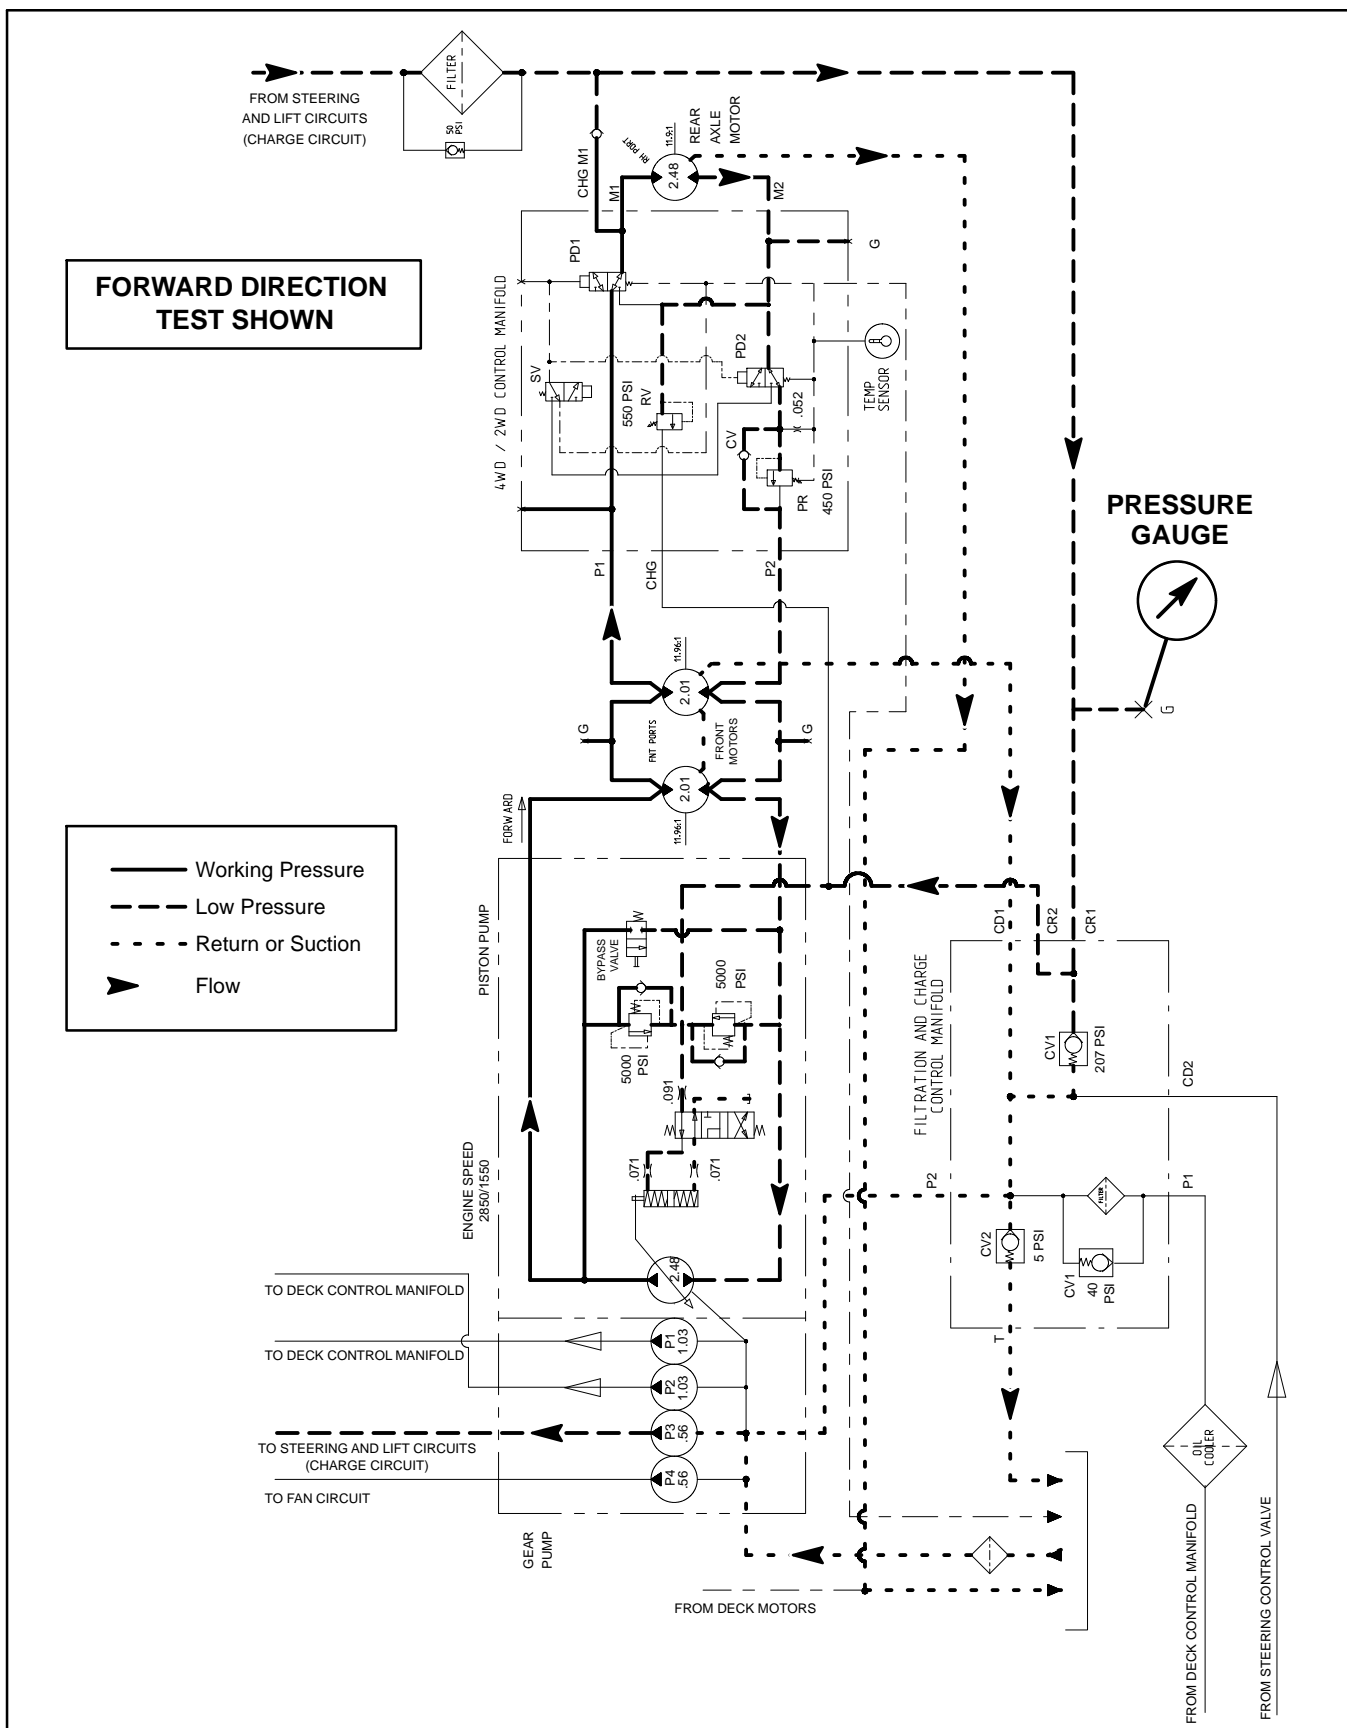 FILTER
FROM STEERING
AND LIFT CIRCUITS
(CHARGE CIRCUIT)
50
PSI
CHG M1
M1
RH PORT
11.9:1
2.48
REAR
AXLE
MOTOR
M2
G
PD1
FORWARD DIRECTION
TEST SHOWN
4WD / 2WD CONTROL MANIFOLD
SV
550 PSI
RV
PD2
CV
.052
PR
450 PSI
TEMP
SENSOR
PRESSURE
GAUGE
G
P1
CHG
P2
11.96:1
2.01
G
FNT PORTS
FRONT
MOTORS
G
2.01
11.96:1
FORWARD
Working Pressure
Low Pressure
Return or Suction
Flow
PISTON PUMP
BYPASS
VALVE
5000
PSI
5000
PSI
.091
.071
.071
ENGINE SPEED
2850/1550
2.48
CD1
CR2
CR1
FILTRATION AND CHARGE
CONTROL MANIFOLD
CV1
207 PSI
CD2
P2
P1
FILTER
CV2
5 PSI
CV1
40
PSI
T
TO DECK CONTROL MANIFOLD
TO DECK CONTROL MANIFOLD
P1
1.03
P2
1.03
P3
.56
P4
.56
TO STEERING AND LIFT CIRCUITS
(CHARGE CIRCUIT)
TO FAN CIRCUIT
GEAR
PUMP
FROM DECK MOTORS
OIL
COOLER
FROM DECK CONTROL MANIFOLD
FROM STEERING CONTROL VALVE